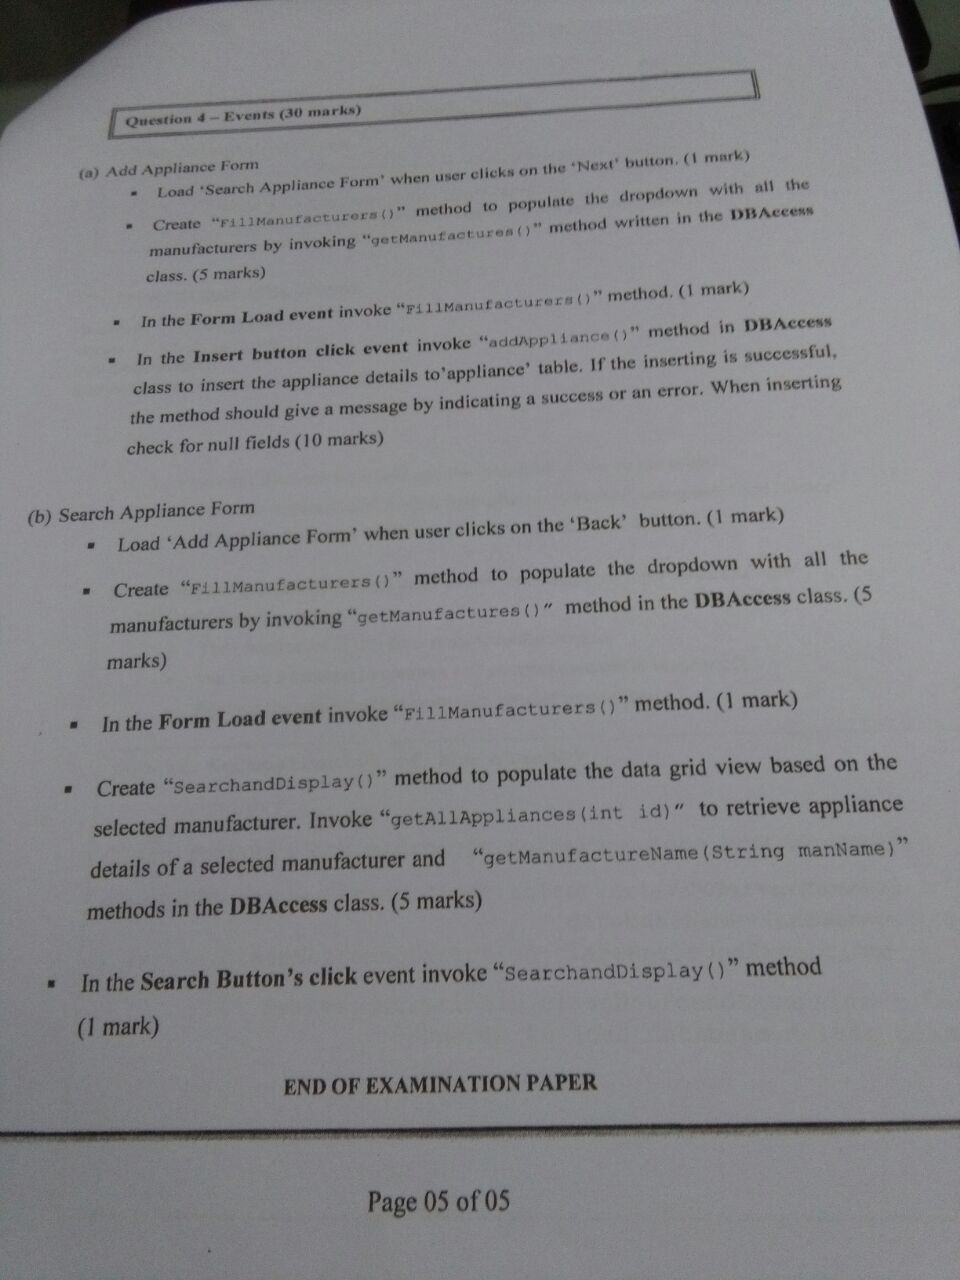 Question 4 – Events (30 marks)
(a) Add Appliance Form
▪ Load ‘Search Appliance Form’ when user clicks on the ‘Next’ button. (1 mark)
▪ Create “FillManufacturers()” method to populate the dropdown with all the
manufacturers by invoking “getManufactures()” method written in the DBAccess
class. (5 marks)
▪ In the Form Load event invoke “FillManufacturers()” method. (1 mark)
▪ In the Insert button click event invoke “addAppliance()” method in DBAccess
class to insert the appliance details to’appliance’ table. If the inserting is successful,
the method should give a message by indicating a success or an error. When inserting
check for null fields (10 marks)
(b) Search Appliance Form
▪ Load ‘Add Appliance Form’ when user clicks on the ‘Back’ button. (1 mark)
▪ Create “FillManufacturers()” method to populate the dropdown with all the
manufacturers by invoking “getManufactures()” method in the DBAccess class. (5
marks)
▪ In the Form Load event invoke “FillManufacturers()” method. (1 mark)
▪ Create “SearchandDisplay()” method to populate the data grid view based on the
selected manufacturer. Invoke “getAllAppliances(int id)” to retrieve appliance
details of a selected manufacturer and “getManufactureName(String manName)”
methods in the DBAccess class. (5 marks)
▪ In the Search Button’s click event invoke “SearchandDisplay()” method
(1 mark)
END OF EXAMINATION PAPER
Page 05 of 05